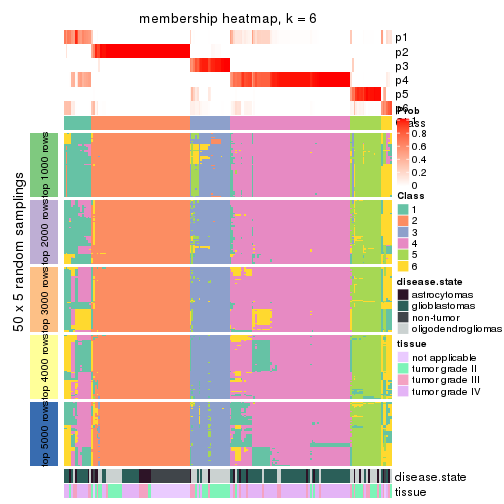 membership heatmap, k = 6
p1
p2
p3
p4
p5
p6
Prob
Class
1
0.8
0.6
0.4
0.2
0
50 x 5 random samplings
top 1000 rows
top 2000 rows
top 3000 rows
top 4000 rows
top 5000 rows
Class
1
2
3
4
5
6
disease.state
astrocytomas
glioblastomas
non-tumor
oligodendrogliomas
tissue
not applicable
tumor grade II
tumor grade III
tumor grade IV
disease.state
tissue